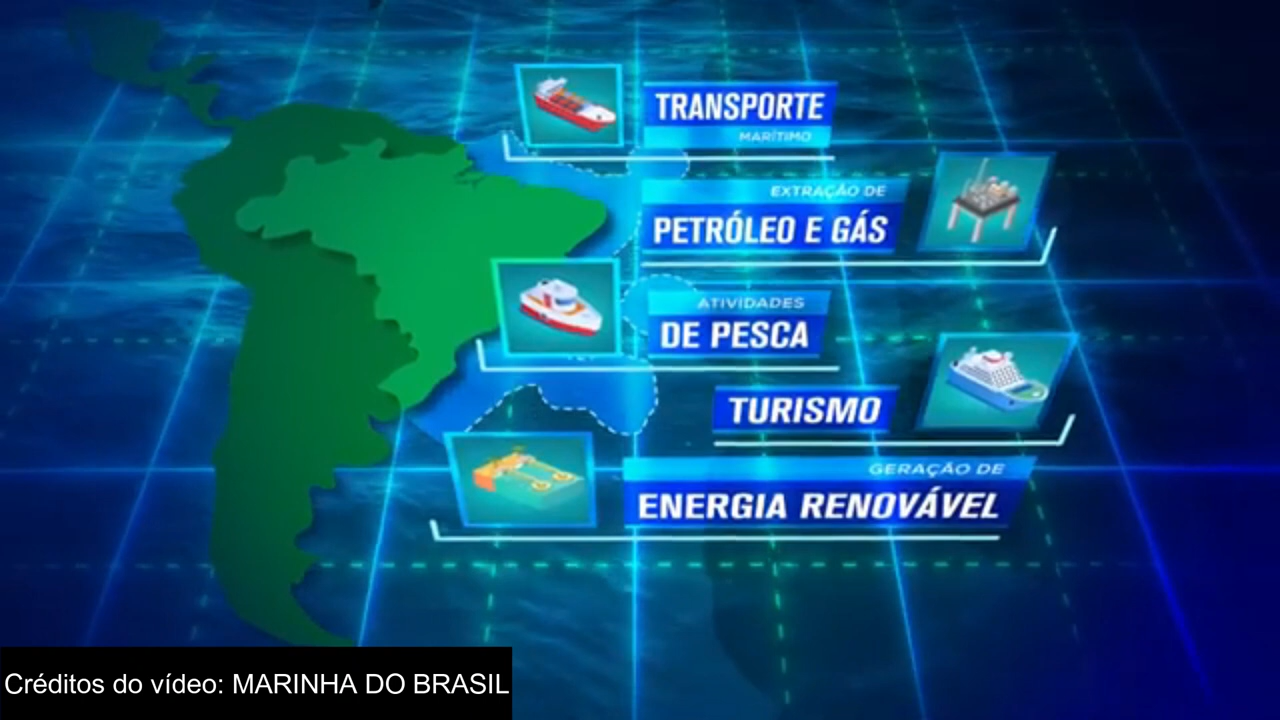 TRANSPORTE
MARÍTIMO
EXTRAÇÃO DE
PETRÓLEO E GÁS
ATIVIDADES
DE PESCA
TURISMO
GERAÇÃO DE
ENERGIA RENOVÁVEL
Créditos do vídeo: MARINHA DO BRASIL